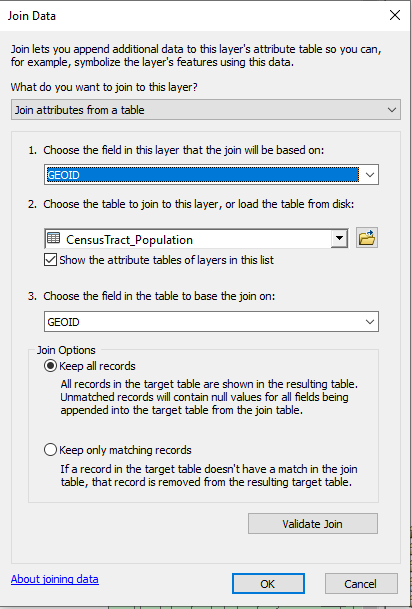 Join Data
Join lets you append additional data to this layer's attribute table so you can,
for example, symbolize the layer's features using this data.
What do you want to join to this layer?
Join attributes from a table
1. Choose the field in this layer that the join will be based on:
GEOID
2. Choose the table to join to this layer, or load the table from disk:
CensusTract_Population
Show the attribute tables of layers in this list
3. Choose the field in the table to base the join on:
GEOID
Join Options
Keep all records
All records in the target table are shown in the resulting table.
Unmatched records will contain null values for all fields being
appended into the target table from the join table.
Keep only matching records
If a record in the target table doesn't have a match in the join
table, that record is removed from the resulting target table.
Validate Join
About joining data
OK
Cancel